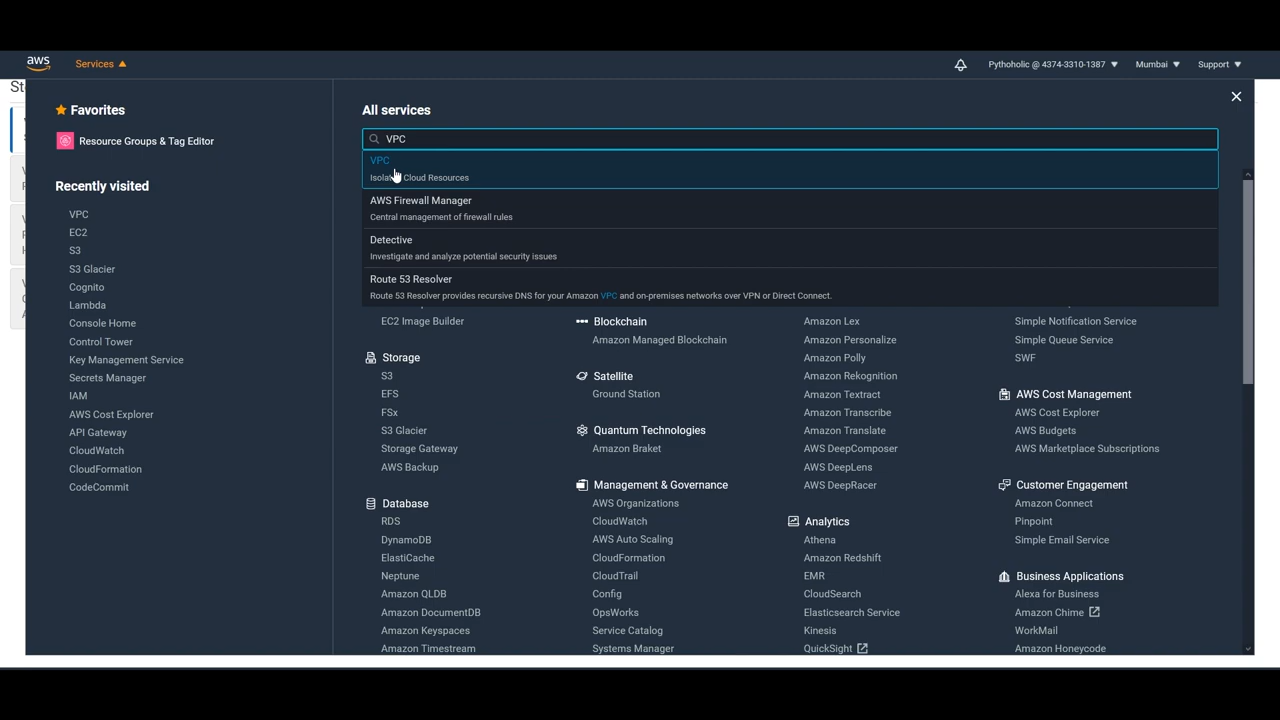 aws
Services
Pythoholic @ 4374-3310-1387
Mumbai
Support
St
Favorites
Resource Groups & Tag Editor
Recently visited
VPC
EC2
S3
S3 Glacier
Cognito
Lambda
Console Home
Control Tower
Key Management Service
Secrets Manager
IAM
AWS Cost Explorer
API Gateway
CloudWatch
CloudFormation
CodeCommit
All services
VPC
VPC
Cloud Resources
AWS Firewall Manager
Central management of firewall rules
Detective
Investigate and analyze potential security issues
Route 53 Resolver
Route 53 Resolver provides recursive DNS for your Amazon VPC and on-premises networks over VPN or Direct Connect.
EC2 Image Builder
Storage
S3
EFS
FSx
S3 Glacier
Storage Gateway
AWS Backup
Database
RDS
DynamoDB
ElastiCache
Neptune
Amazon QLDB
Amazon DocumentDB
Amazon Keyspaces
Amazon Timestream
Blockchain
Amazon Managed Blockchain
Satellite
Ground Station
Quantum Technologies
Amazon Braket
Management & Governance
AWS Organizations
CloudWatch
AWS Auto Scaling
CloudFormation
CloudTrail
Config
OpsWorks
Service Catalog
Systems Manager
Amazon Lex
Amazon Personalize
Amazon Polly
Amazon Rekognition
Amazon Textract
Amazon Transcribe
Amazon Translate
AWS DeepComposer
AWS DeepLens
AWS DeepRacer
Analytics
Athena
Amazon Redshift
EMR
CloudSearch
Elasticsearch Service
Kinesis
QuickSight
Simple Notification Service
Simple Queue Service
SWF
AWS Cost Management
AWS Cost Explorer
AWS Budgets
AWS Marketplace Subscriptions
Customer Engagement
Amazon Connect
Pinpoint
Simple Email Service
Business Applications
Alexa for Business
Amazon Chime
WorkMail
Amazon Honeycode